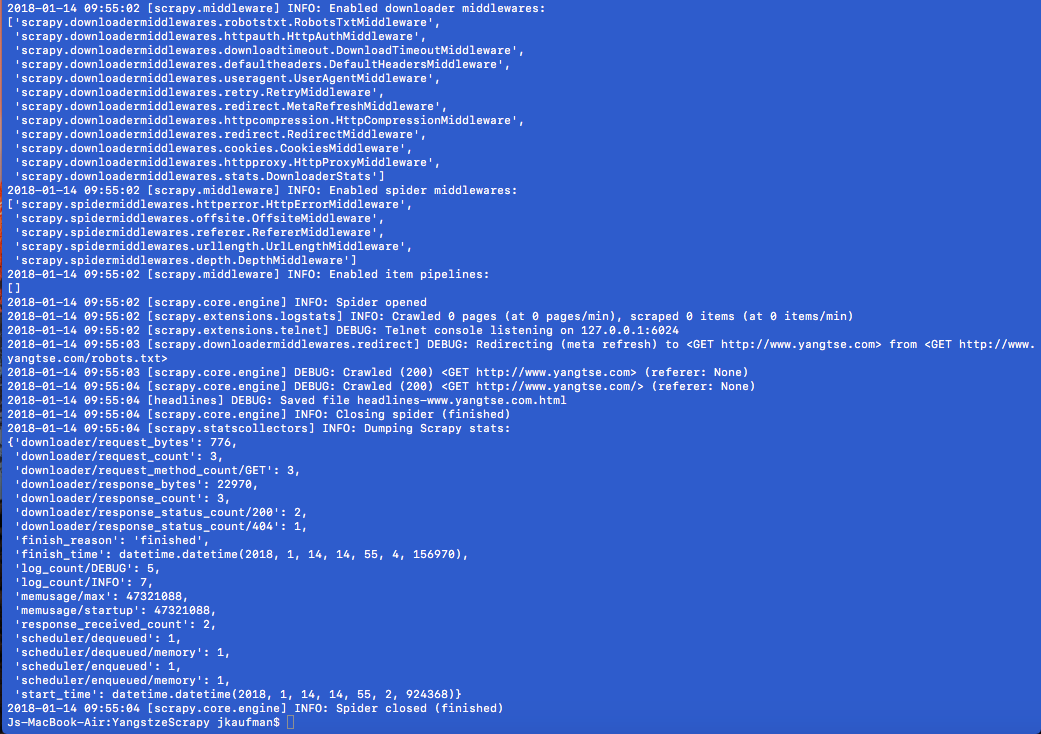 2018-01-14 09:55:02 [scrapy.middleware] INFO: Enabled downloader middlewares:
['scrapy.downloadermiddlewares.robotstxt.RobotsTxtMiddleware',
 'scrapy.downloadermiddlewares.httpauth.HttpAuthMiddleware',
 'scrapy.downloadermiddlewares.downloadtimeout.DownloadTimeoutMiddleware',
 'scrapy.downloadermiddlewares.defaultheaders.DefaultHeadersMiddleware',
 'scrapy.downloadermiddlewares.useragent.UserAgentMiddleware',
 'scrapy.downloadermiddlewares.retry.RetryMiddleware',
 'scrapy.downloadermiddlewares.redirect.MetaRefreshMiddleware',
 'scrapy.downloadermiddlewares.httpcompression.HttpCompressionMiddleware',
 'scrapy.downloadermiddlewares.redirect.RedirectMiddleware',
 'scrapy.downloadermiddlewares.cookies.CookiesMiddleware',
 'scrapy.downloadermiddlewares.httpproxy.HttpProxyMiddleware',
 'scrapy.downloadermiddlewares.stats.DownloaderStats']
2018-01-14 09:55:02 [scrapy.middleware] INFO: Enabled spider middlewares:
['scrapy.spidermiddlewares.httperror.HttpErrorMiddleware',
 'scrapy.spidermiddlewares.offsite.OffsiteMiddleware',
 'scrapy.spidermiddlewares.referer.RefererMiddleware',
 'scrapy.spidermiddlewares.urllength.UrlLengthMiddleware',
 'scrapy.spidermiddlewares.depth.DepthMiddleware']
2018-01-14 09:55:02 [scrapy.middleware] INFO: Enabled item pipelines:
[]
2018-01-14 09:55:02 [scrapy.core.engine] INFO: Spider opened
2018-01-14 09:55:02 [scrapy.extensions.logstats] INFO: Crawled 0 pages (at 0 pages/min), scraped 0 items (at 0 items/min)
2018-01-14 09:55:02 [scrapy.extensions.telnet] DEBUG: Telnet console listening on 127.0.0.1:6024
2018-01-14 09:55:03 [scrapy.downloadermiddlewares.redirect] DEBUG: Redirecting (meta refresh) to <GET http://www.yangtse.com> from <GET http://www.
yangtse.com/robots.txt>
2018-01-14 09:55:03 [scrapy.core.engine] DEBUG: Crawled (200) <GET http://www.yangtse.com> (referer: None)
2018-01-14 09:55:04 [scrapy.core.engine] DEBUG: Crawled (200) <GET http://www.yangtse.com/> (referer: None)
2018-01-14 09:55:04 [headlines] DEBUG: Saved file headlines-www.yangtse.com.html
2018-01-14 09:55:04 [scrapy.core.engine] INFO: Closing spider (finished)
2018-01-14 09:55:04 [scrapy.statscollectors] INFO: Dumping Scrapy stats:
{'downloader/request_bytes': 776,
 'downloader/request_count': 3,
 'downloader/request_method_count/GET': 3,
 'downloader/response_bytes': 22970,
 'downloader/response_count': 3,
 'downloader/response_status_count/200': 2,
 'downloader/response_status_count/404': 1,
 'finish_reason': 'finished',
 'finish_time': datetime.datetime(2018, 1, 14, 14, 55, 4, 156970),
 'log_count/DEBUG': 5,
 'log_count/INFO': 7,
 'memusage/max': 47321088,
 'memusage/startup': 47321088,
 'response_received_count': 2,
 'scheduler/dequeued': 1,
 'scheduler/dequeued/memory': 1,
 'scheduler/enqueued': 1,
 'scheduler/enqueued/memory': 1,
 'start_time': datetime.datetime(2018, 1, 14, 14, 55, 2, 924368)}
2018-01-14 09:55:04 [scrapy.core.engine] INFO: Spider closed (finished)
Js-MacBook-Air:YangstzeScrapy jkaufman$